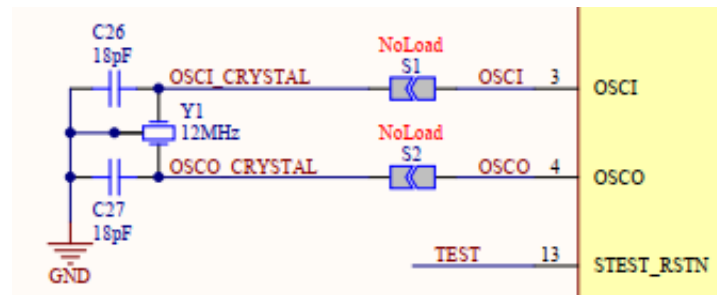 C26
18pF
NoLoad
S1
OSCI_CRYSTAL
OSCI
3
OSCI
Y1
12MHz
NoLoad
S2
OSCO_CRYSTAL
OSCO
4
OSCO
C27
18pF
GND
TEST
13
STEST_RSTN